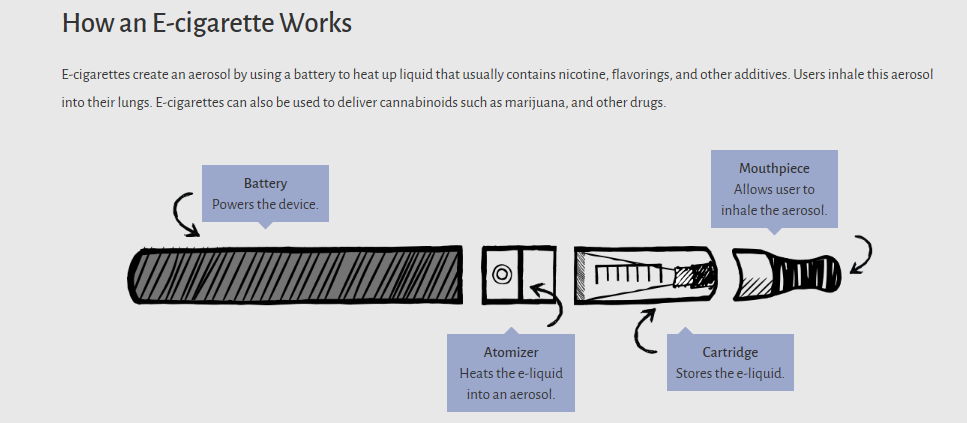 How an E-cigarette Works
E-cigarettes create an aerosol by using a battery to heat up liquid that usually contains nicotine, flavorings, and other additives. Users inhale this aerosol
into their lungs. E-cigarettes can also be used to deliver cannabinoids such as marijuana, and other drugs.
Battery
Powers the device.
Mouthpiece
Allows user to
inhale the aerosol.
Atomizer
Heats the e-liquid
into an aerosol.
Cartridge
Stores the e-liquid.